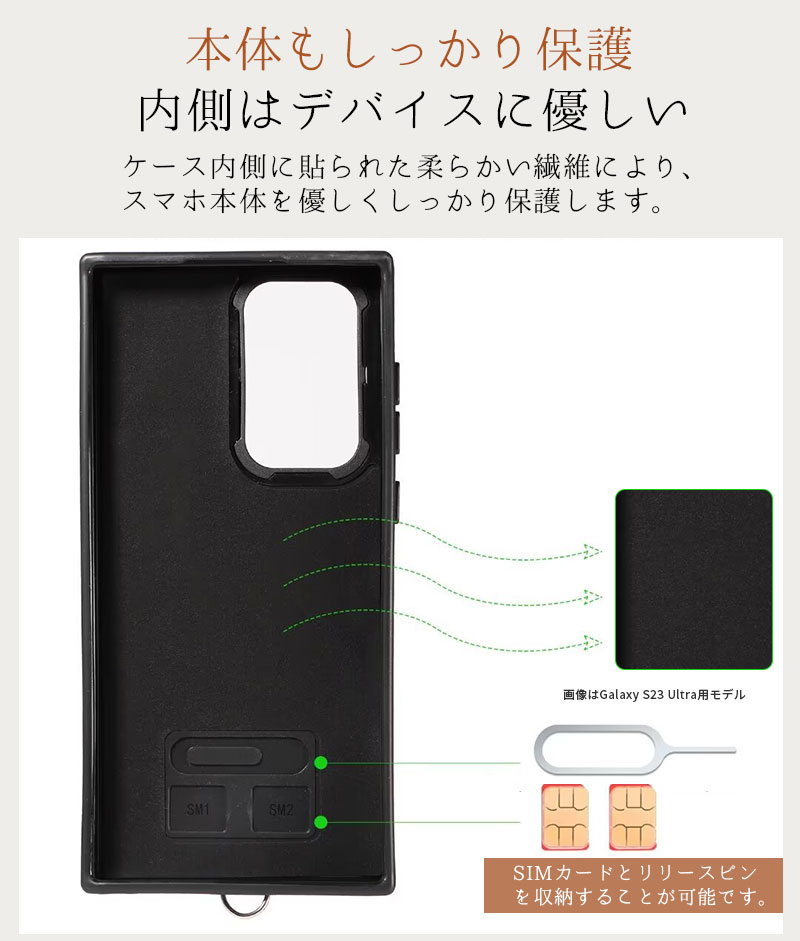 本体もしっかり保護
内側はデバイスに優しい
ケース内側に貼られた柔らかい繊維により、
スマホ本体を優しくしっかり保護します。
画像はGalaxy S23 Ultra用モデル
SM1
SM2
SIMカードとリリースピン
を収納することが可能です。